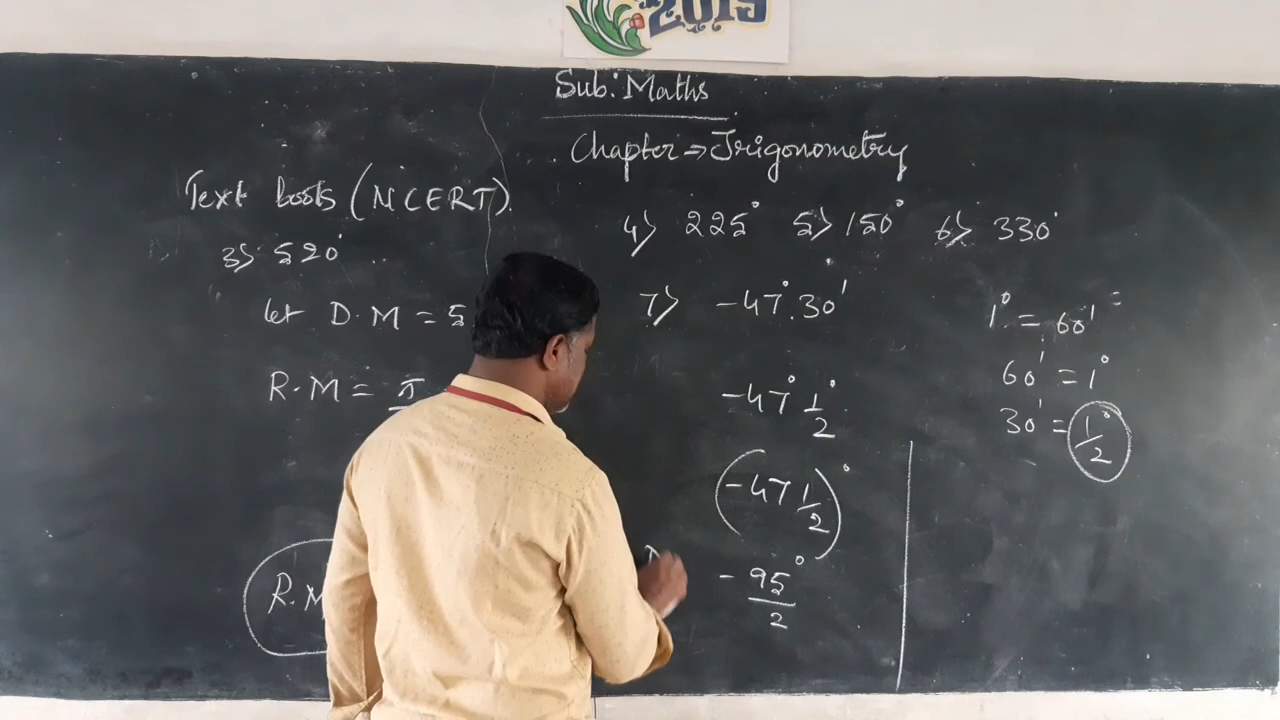 2019
Sub: Maths
Chapter ⇒ Trigonometry
Text books (NCERT)
3) 520°
let D.M = 5
R.M = π
R.M
4) 225° 5) 150° 6) 330°
7) -47°.30'
-47° 1/2°
(-47 1/2)°
-95/2°
1° = 60'
60' = 1°
30' = 1/2°